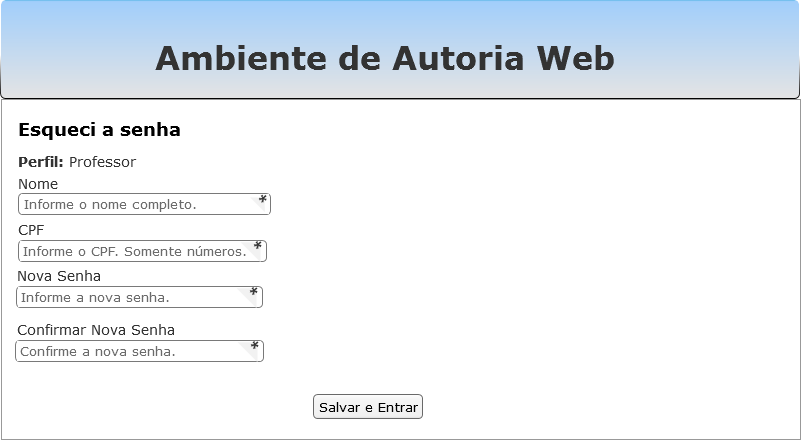 Ambiente de Autoria Web
Esqueci a senha
Perfil: Professor
Nome
Informe o nome completo. *
CPF
Informe o CPF. Somente números. *
Nova Senha
Informe a nova senha. *
Confirmar Nova Senha
Confirme a nova senha. *
Salvar e Entrar